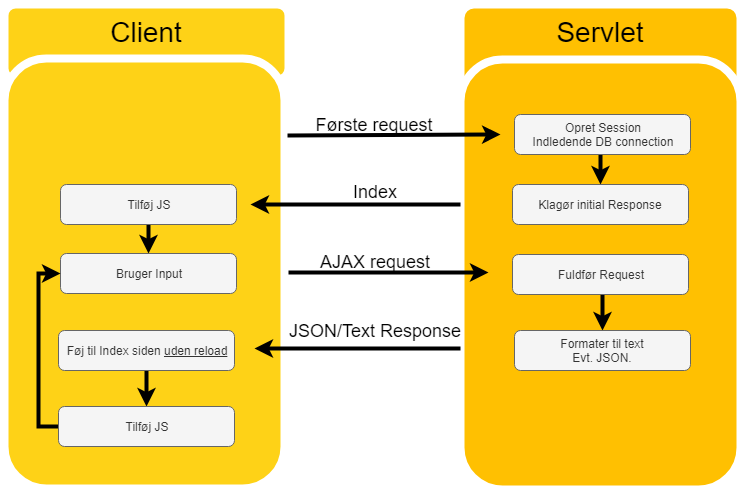 Client
Servlet
Første request
Opret Session
Indledende DB connection
Index
Tilføj JS
Klagør initial Response
AJAX request
Bruger Input
Fuldfør Request
JSON/Text Response
Føj til Index siden uden reload
Formater til text
Evt. JSON.
Tilføj JS